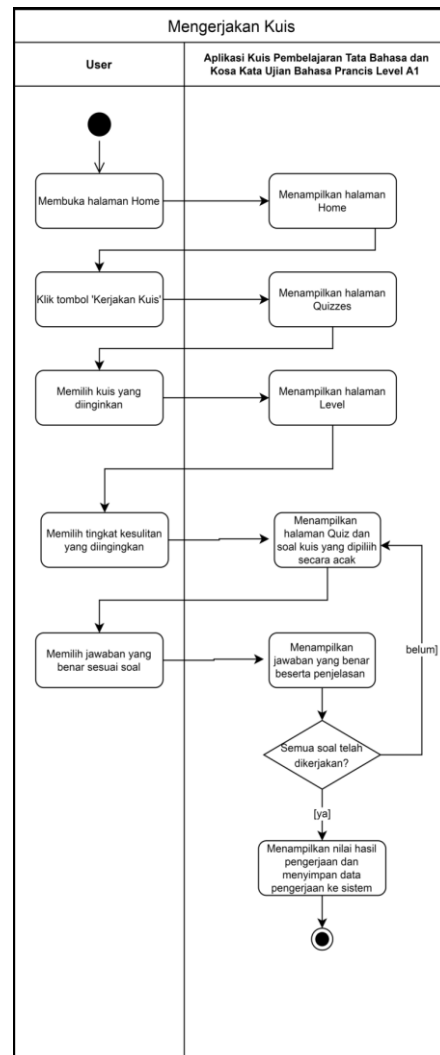 Mengerjakan Kuis
User
Aplikasi Kuis Pembelajaran Tata Bahasa dan
Kosa Kata Ujian Bahasa Prancis Level A1
Membuka halaman Home
Menampilkan halaman
Home
Klik tombol 'Kerjakan Kuis'
Menampilkan halaman
Quizzes
Memilih kuis yang
diinginkan
Menampilkan halaman
Level
Memilih tingkat kesulitan
yang diingingkan
Menampilkan
halaman Quiz dan
soal kuis yang dipiliih
secara acak
Memilih jawaban yang
benar sesuai soal
Menampilkan
jawaban yang benar
beserta penjelasan
belum]
Semua soal telah
dikerjakan?
[ya]
Menampilkan nilai hasil
pengerjaan dan
menyimpan data
pengerjaan ke sistem